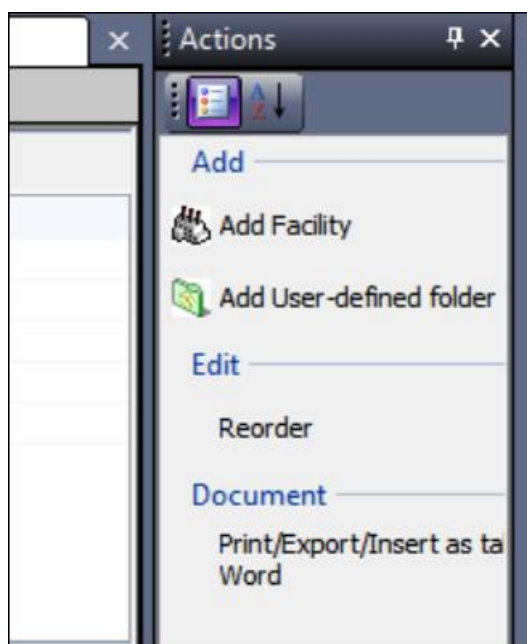 Actions
Add
Add Facility
Add User-defined folder
Edit
Reorder
Document
Print/Export/Insert as ta
Word